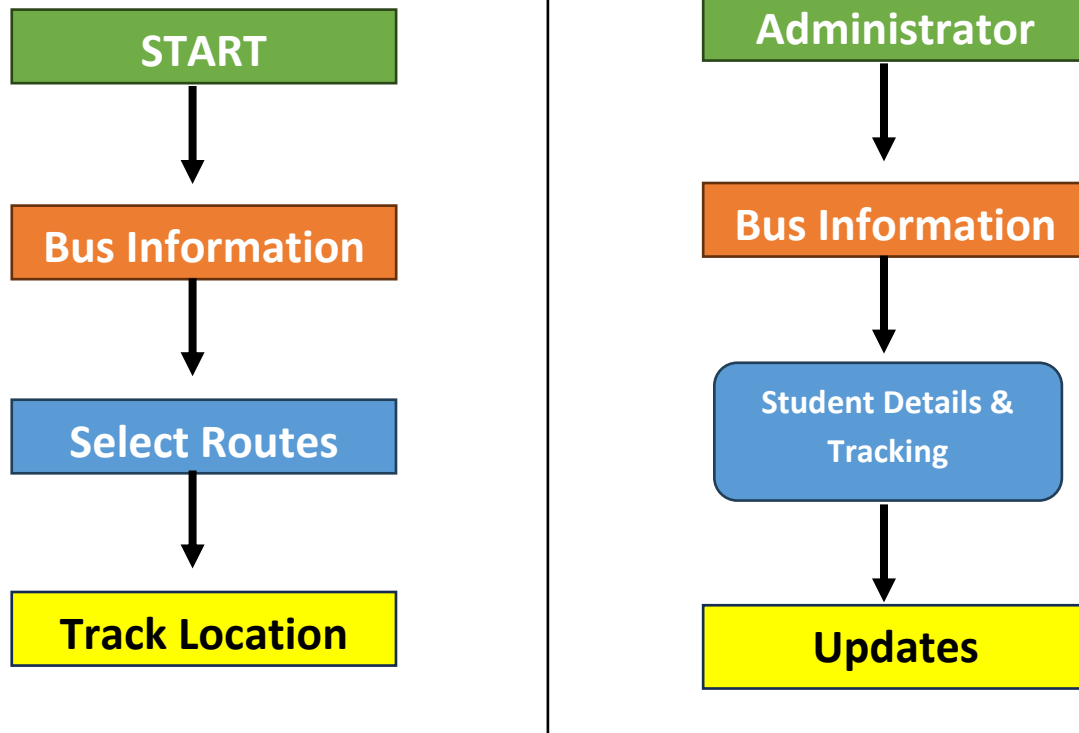 START
Bus Information
Select Routes
Track Location
Administrator
Bus Information
Student Details &
Tracking
Updates